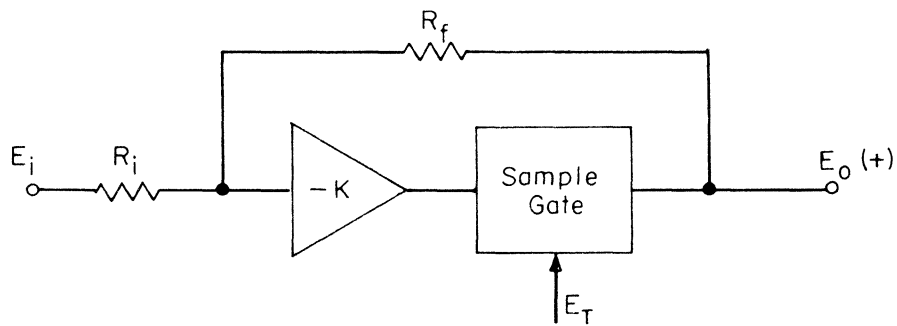 R_f
E_i
R_i
-K
Sample
Gate
E_o (+)
E_T